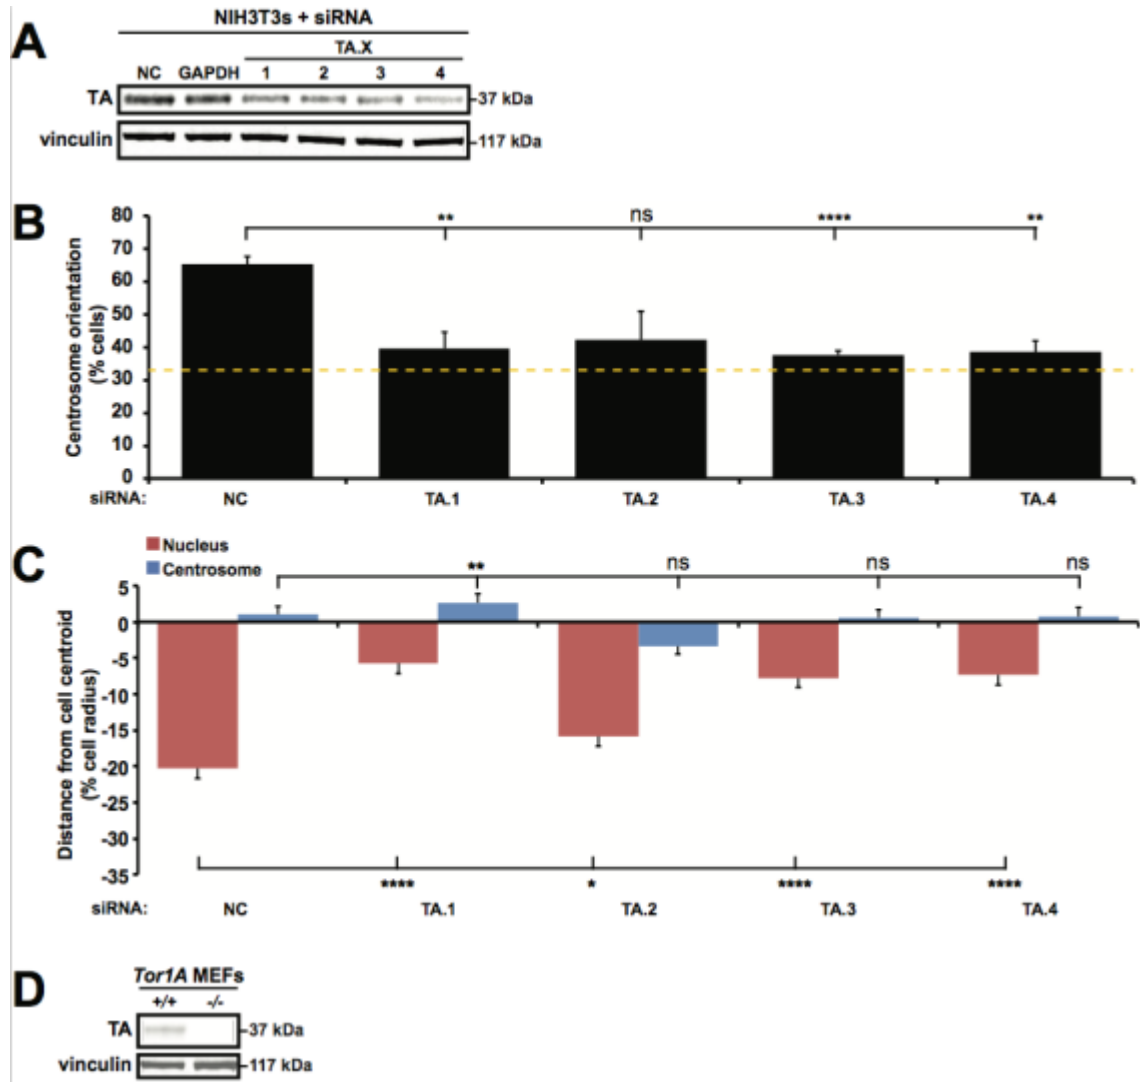 A
NIH3T3s + siRNA
TA.X
NC GAPDH 1 2 3 4
TA -37 kDa
vinculin -117 kDa
B
Centrosome orientation
(% cells)
80
70
60
50
40
30
20
10
0
** ns **** **
siRNA: NC TA.1 TA.2 TA.3 TA.4
C
Nucleus
Centrosome
** ns ns ns
Distance from cell centroid
(% cell radius)
5
0
-5
-10
-15
-20
-25
-30
-35
**** * **** ****
siRNA: NC TA.1 TA.2 TA.3 TA.4
D
Tor1A MEFs
+/+ -/-
TA -37 kDa
vinculin -117 kDa